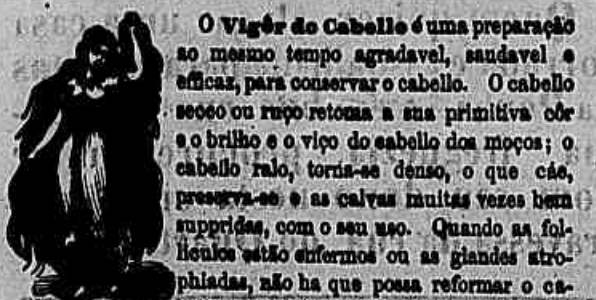 O Vigôr do Cabello é uma preparação
ao mesmo tempo agradavel, saudavel e
efficaz, para conservar o cabello. O cabello
secco ou ruço retoma a sua primitiva côr
e o brilho e o viço do cabello dos moços; o
cabello ralo, torna-se denso, o que cáe,
preserva-se e as calvas muitas vezes bem
suppridas, com o seu uso. Quando as fol-
liculos estão enfermos ou as glandes atro-
phiadas, não ha que possa reformar o ca-